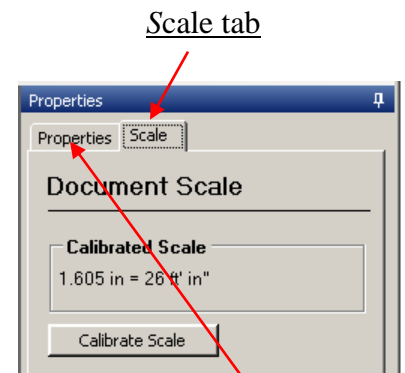 Scale tab
Properties
Properties Scale
Document Scale
Calibrated Scale
1.605 in = 26 ft' in"
Calibrate Scale